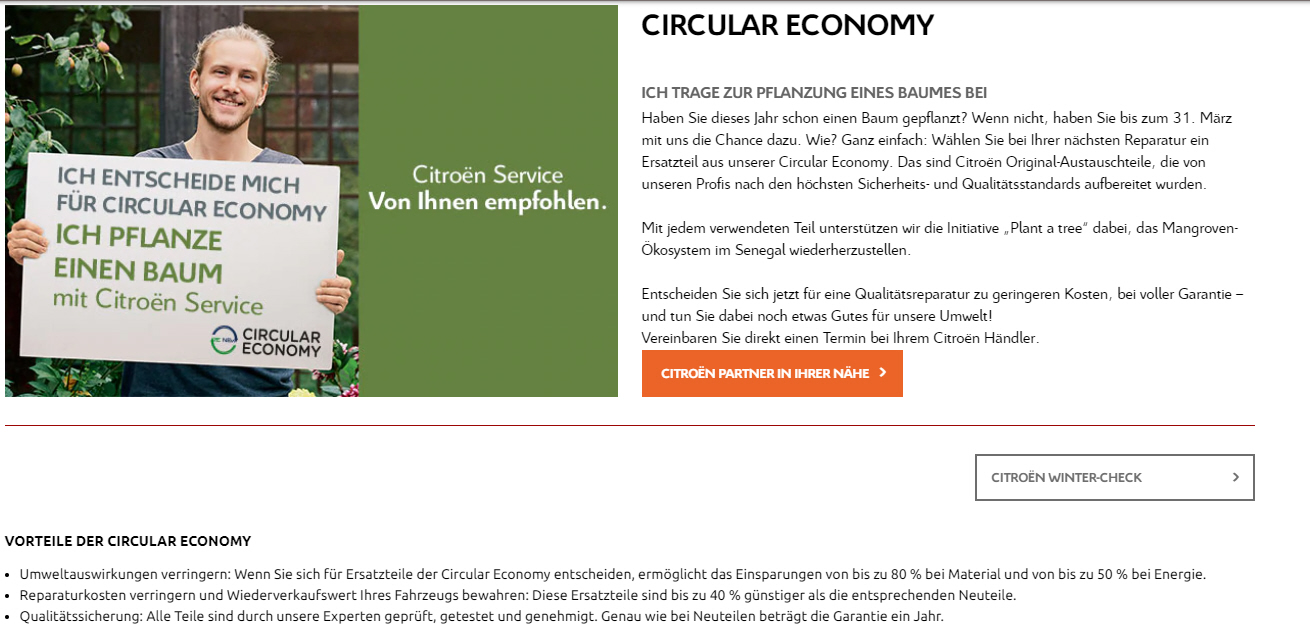 ICH ENTSCHEIDE MICH
FÜR CIRCULAR ECONOMY
ICH PFLANZE
EINEN BAUM
mit Citroën Service
CIRCULAR
ECONOMY
Citroën Service
Von Ihnen empfohlen.
CIRCULAR ECONOMY
ICH TRAGE ZUR PFLANZUNG EINES BAUMES BEI
Haben Sie dieses Jahr schon einen Baum gepflanzt? Wenn nicht, haben Sie bis zum 31. März
mit uns die Chance dazu. Wie? Ganz einfach: Wählen Sie bei Ihrer nächsten Reparatur ein
Ersatzteil aus unserer Circular Economy. Das sind Citroën Original-Austauschteile, die von
unseren Profis nach den höchsten Sicherheits- und Qualitätsstandards aufbereitet wurden.
Mit jedem verwendeten Teil unterstützen wir die Initiative „Plant a tree“ dabei, das Mangroven-
Ökosystem im Senegal wiederherzustellen.
Entscheiden Sie sich jetzt für eine Qualitätsreparatur zu geringeren Kosten, bei voller Garantie –
und tun Sie dabei noch etwas Gutes für unsere Umwelt!
Vereinbaren Sie direkt einen Termin bei Ihrem Citroën Händler.
CITROËN PARTNER IN IHRER NÄHE
CITROËN WINTER-CHECK
VORTEILE DER CIRCULAR ECONOMY
• Umweltauswirkungen verringern: Wenn Sie sich für Ersatzteile der Circular Economy entscheiden, ermöglicht das Einsparungen von bis zu 80 % bei Material und von bis zu 50 % bei Energie.
• Reparaturkosten verringern und Wiederverkaufswert Ihres Fahrzeugs bewahren: Diese Ersatzteile sind bis zu 40 % günstiger als die entsprechenden Neuteile.
• Qualitätssicherung: Alle Teile sind durch unsere Experten geprüft, getestet und genehmigt. Genau wie bei Neuteilen beträgt die Garantie ein Jahr.